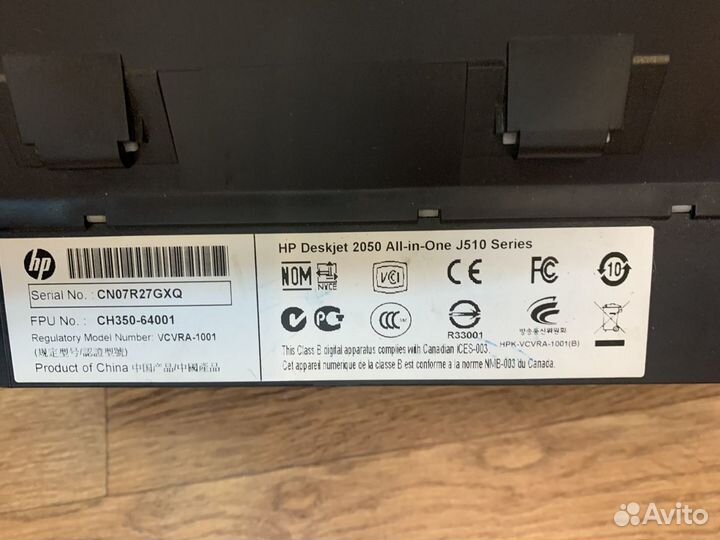 hp
Serial No. : CN07R27GXQ
FPU No. : CH350-64001
Regulatory Model Number: VCVRA-1001
(規定型号/認證型號)
Product of China 中国产品/中國產品
HP Deskjet 2050 All-in-One J510 Series
NOM NYCE VCI CE FC 10
PC CCC R33001 방송통신위원회
HPK-VCVRA-1001(B)
This Class B digital apparatus complies with Canadian ICES-003
Cet appareil numerique de la classe B est conforme a la norme NMB-003 du Canada.
Avito